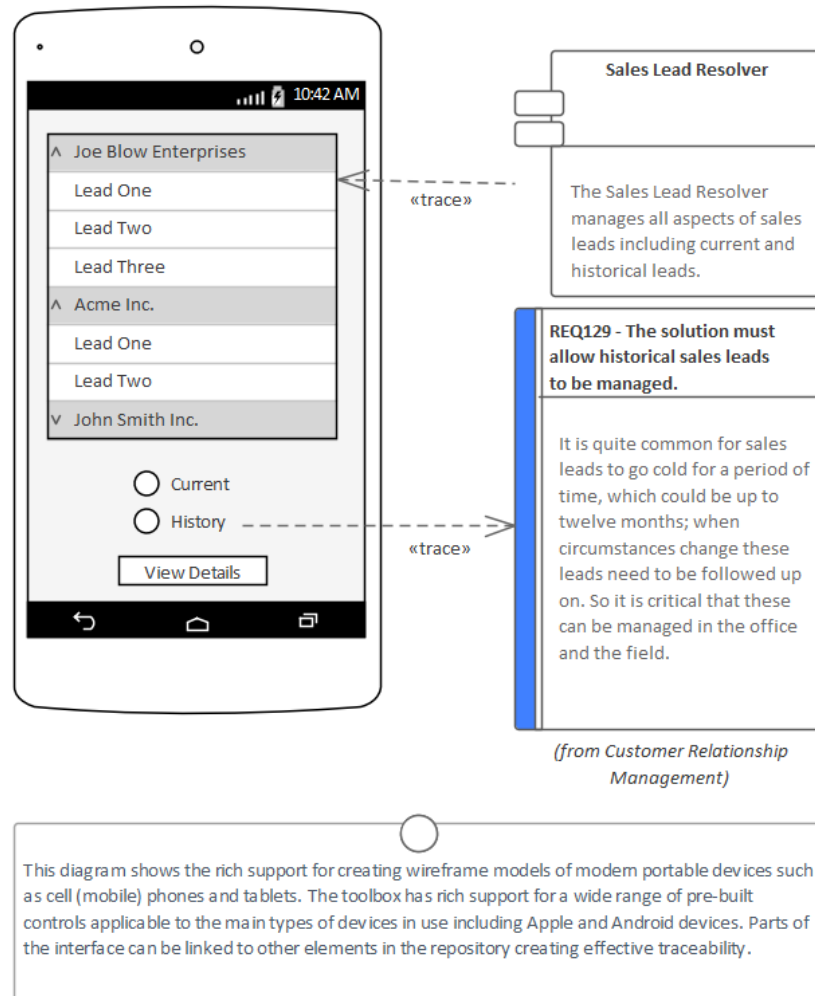 10:42 AM
Joe Blow Enterprises
Lead One
Lead Two
Lead Three
Acme Inc.
Lead One
Lead Two
John Smith Inc.
Current
History
View Details
«trace»
«trace»
Sales Lead Resolver
The Sales Lead Resolver
manages all aspects of sales
leads including current and
historical leads.
REQ129 - The solution must
allow historical sales leads
to be managed.
It is quite common for sales
leads to go cold for a period of
time, which could be up to
twelve months; when
circumstances change these
leads need to be followed up
on. So it is critical that these
can be managed in the office
and the field.
(from Customer Relationship
Management)
This diagram shows the rich support for creating wireframe models of modern portable devices such
as cell (mobile) phones and tablets. The toolbox has rich support for a wide range of pre-built
controls applicable to the main types of devices in use including Apple and Android devices. Parts of
the interface can be linked to other elements in the repository creating effective traceability.